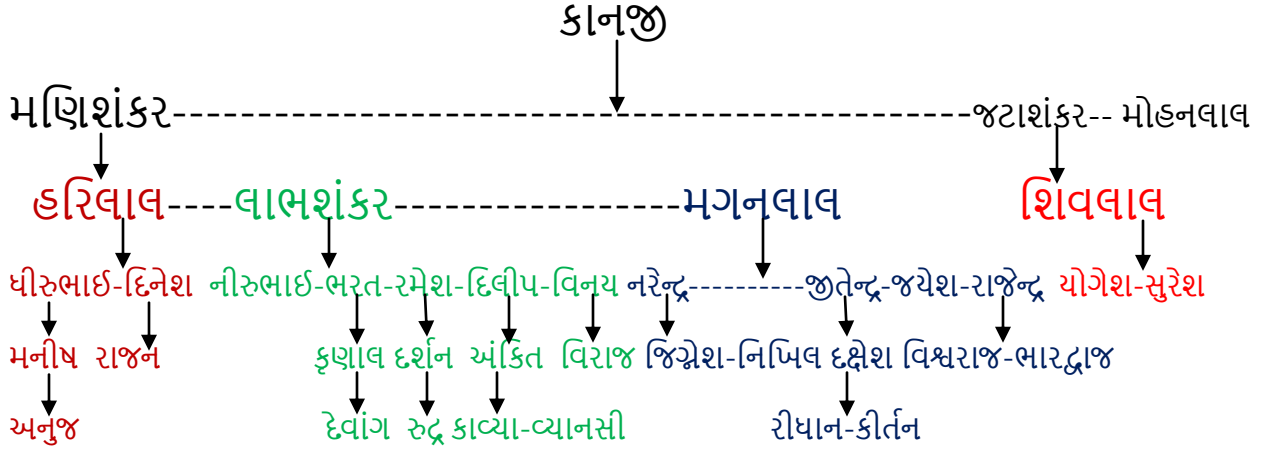 કાનજી
મણિશંકર-----------------------------------------જટાશંકર-- મોહનલાલ
હરિલાલ----લાભશંકર-----------------મગનલાલ શિવલાલ
ધીરુભાઈ-દિનેશ નીરુભાઈ-ભરત-રમેશ-દિલીપ-વિનય નરેન્દ્ર----------જીતેન્દ્ર-જયેશ-રાજેન્દ્ર યોગેશ-સુરેશ
મનીષ રાજન કૃણાલ દર્શન અંકિત વિરાજ જિગ્નેશ-નિખિલ દક્ષેશ વિશ્વરાજ-ભારદ્વાજ
અનુજ દેવાંગ રુદ્ર કાવ્યા-વ્યાનસી રીધાન-કીર્તન